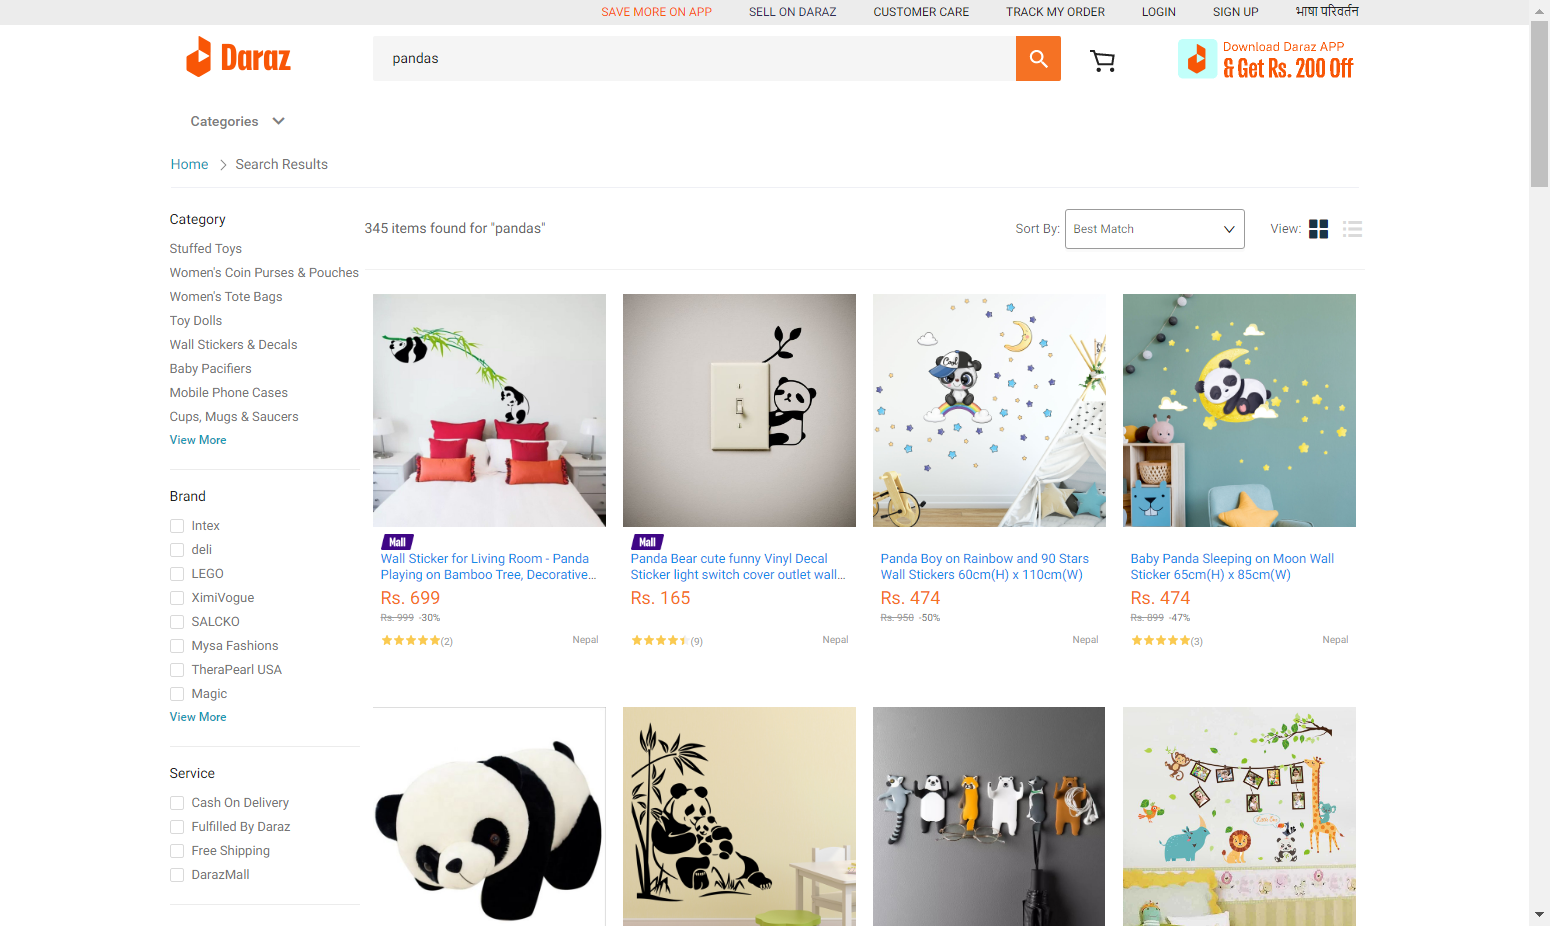 SAVE MORE ON APP
SELL ON DARAZ
CUSTOMER CARE
TRACK MY ORDER
LOGIN
SIGN UP
भाषा परिवर्तन
Daraz
pandas
Download Daraz APP
& Get Rs. 200 Off
Categories
Home
Search Results
Category
Stuffed Toys
Women's Coin Purses & Pouches
Women's Tote Bags
Toy Dolls
Wall Stickers & Decals
Baby Pacifiers
Mobile Phone Cases
Cups, Mugs & Saucers
View More
Brand
Intex
deli
LEGO
XimiVogue
SALCKO
Mysa Fashions
TheraPearl USA
Magic
View More
Service
Cash On Delivery
Fulfilled By Daraz
Free Shipping
DarazMall
345 items found for "pandas"
Sort By:
Best Match
View:
Mall
Wall Sticker for Living Room - Panda
Playing on Bamboo Tree, Decorative...
Rs. 699
Rs. 999 -30%
(2)
Nepal
Mall
Panda Bear cute funny Vinyl Decal
Sticker light switch cover outlet wall...
Rs. 165
(9)
Nepal
Cool
Panda Boy on Rainbow and 90 Stars
Wall Stickers 60cm(H) x 110cm(W)
Rs. 474
Rs. 950 -50%
Nepal
Baby Panda Sleeping on Moon Wall
Sticker 65cm(H) x 85cm(W)
Rs. 474
Rs. 899 -47%
(3)
Nepal